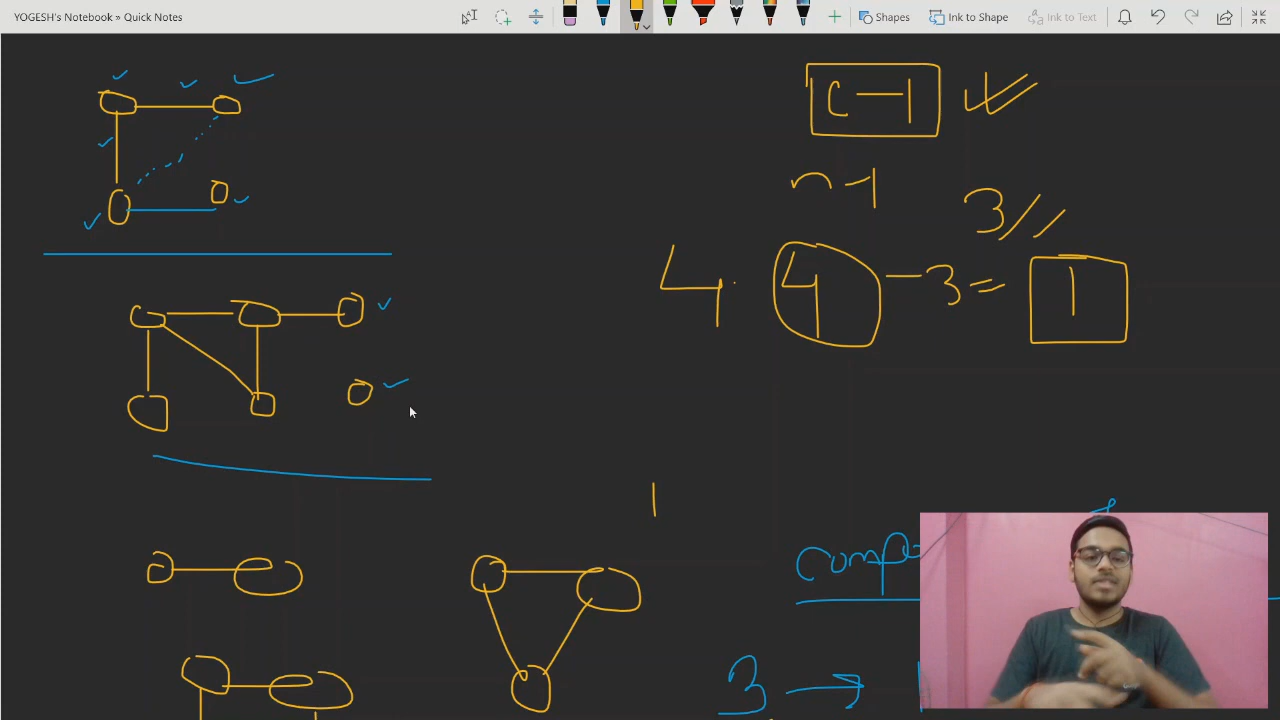 YOGESH's Notebook » Quick Notes
Shapes
Ink to Shape
Ink to Text
C-1
n-1
3
4. 4-3= 1
1
3 →